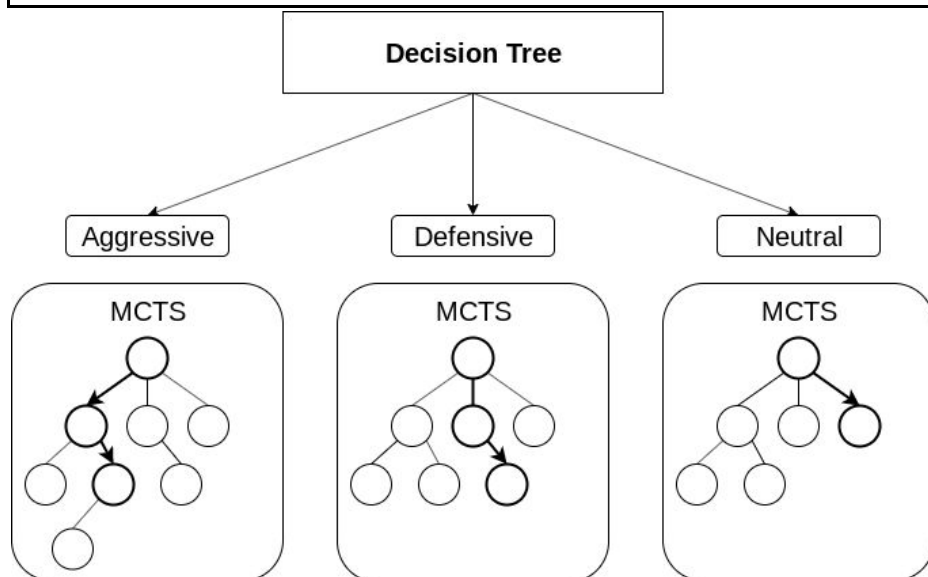 Decision Tree
Aggressive
Defensive
Neutral
MCTS
MCTS
MCTS